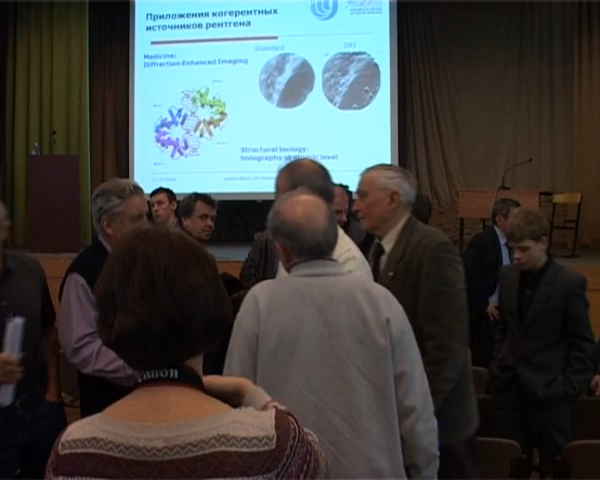 Приложения когерентных
источников рентгена
Medicine:
Diffraction Enhanced Imaging
Standard
DEI
Structural biology:
holography at atomic level
canon